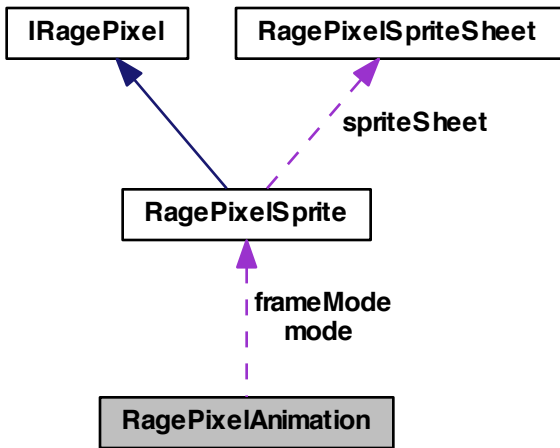 IRagePixel
RagePixelSpriteSheet
spriteSheet
RagePixelSprite
frameMode
mode
RagePixelAnimation